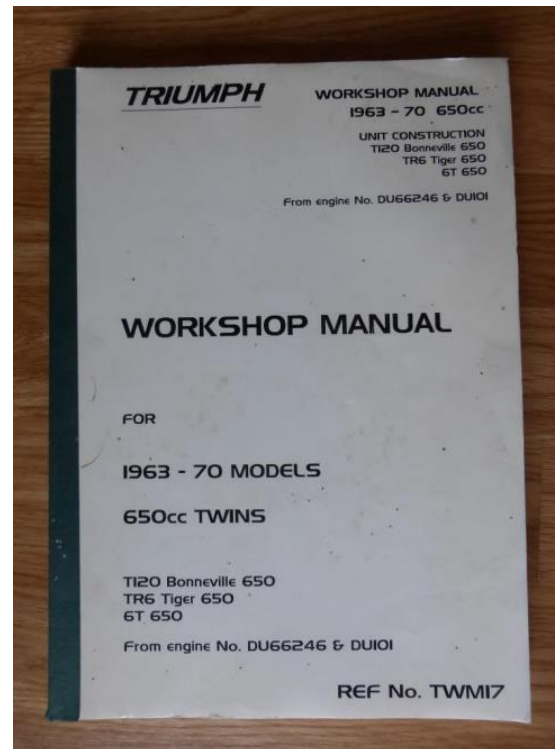 TRIUMPH
WORKSHOP MANUAL
1963 - 70 650cc
UNIT CONSTRUCTION
T120 Bonneville 650
TR6 Tiger 650
6T 650
From engine No. DU66246 & DU101
WORKSHOP MANUAL
FOR
1963 - 70 MODELS
650cc TWINS
T120 Bonneville 650
TR6 Tiger 650
6T 650
From engine No. DU66246 & DU101
REF No. TWM17